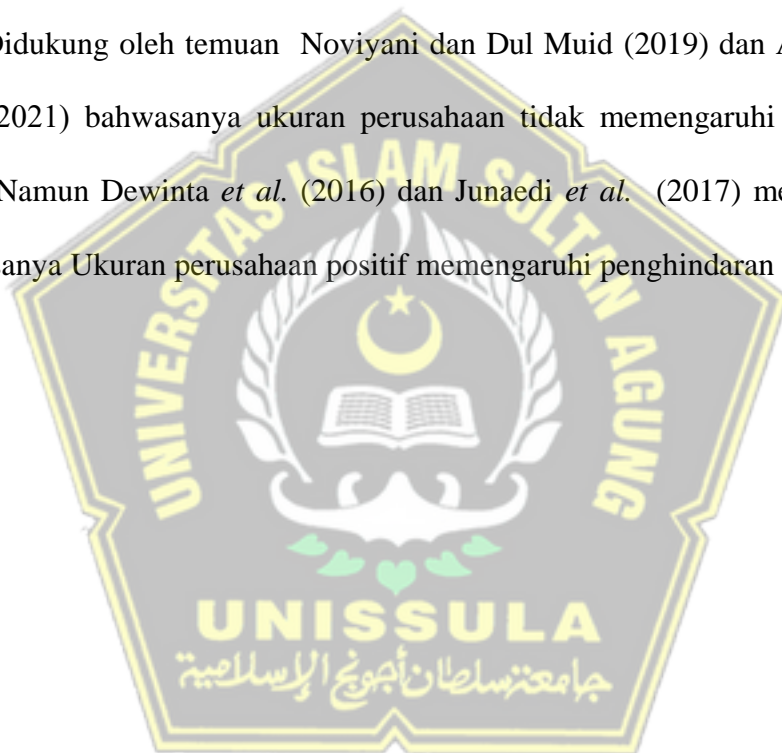 Didukung oleh temuan Noviyani dan Dul Muid (2019) dan A
2021) bahwasanya ukuran perusahaan tidak memengaruhi
Namun Dewinta et al. (2016) dan Junaedi et al. (2017) me
anya Ukuran perusahaan positif memengaruhi penghindaran
UNIVERSITAS ISLAM SULTAN AGUNG
UNISSULA
جامعة سلطان أجونج الإسلامية